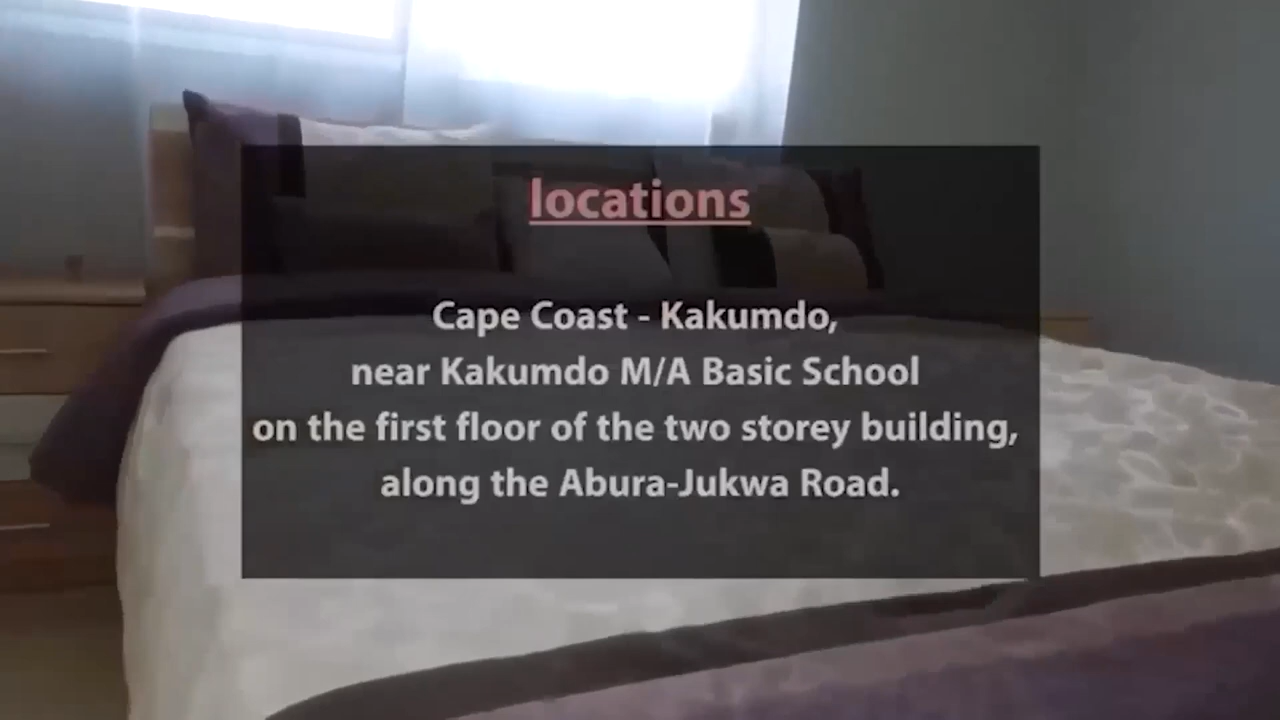 locations
Cape Coast - Kakumdo,
near Kakumdo M/A Basic School
on the first floor of the two storey building,
along the Abura-Jukwa Road.